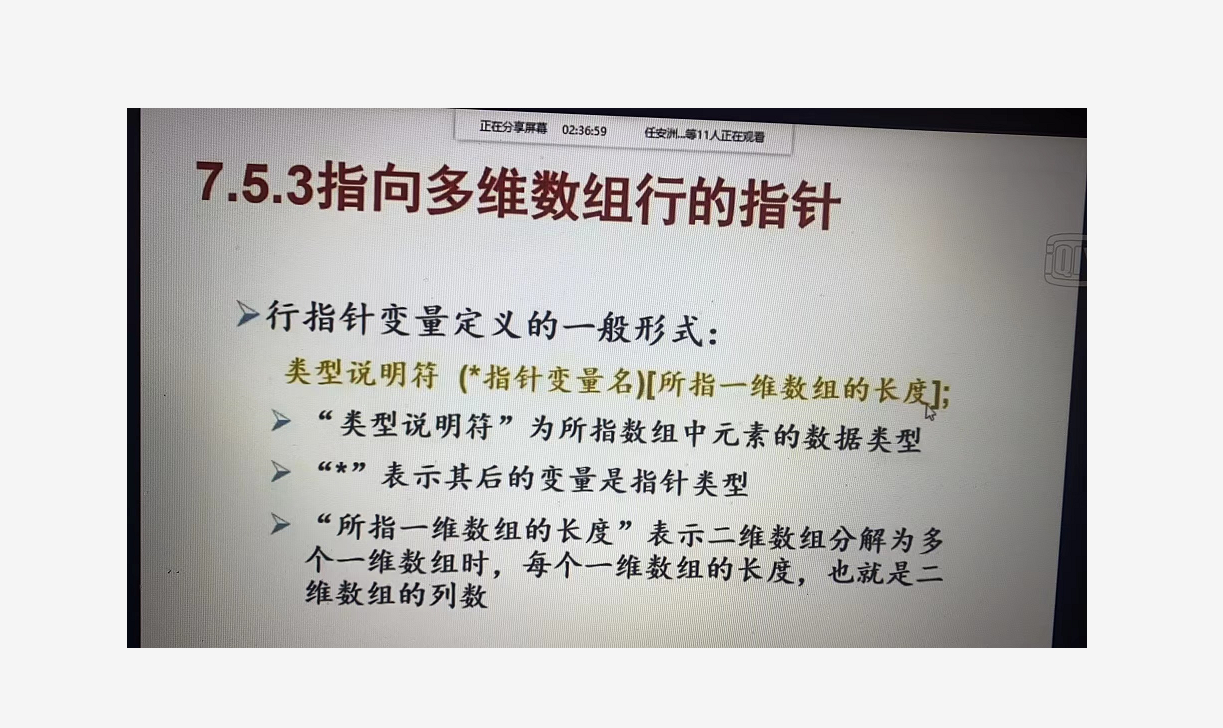 正在分享屏幕 02:36:59 任安洲...等11人正在观看
7.5.3指向多维数组行的指针
行指针变量定义的一般形式：
类型说明符 (*指针变量名)[所指一维数组的长度];
“类型说明符”为所指数组中元素的数据类型
“*”表示其后的变量是指针类型
“所指一维数组的长度”表示二维数组分解为多
个一维数组时，每个一维数组的长度，也就是二
维数组的列数